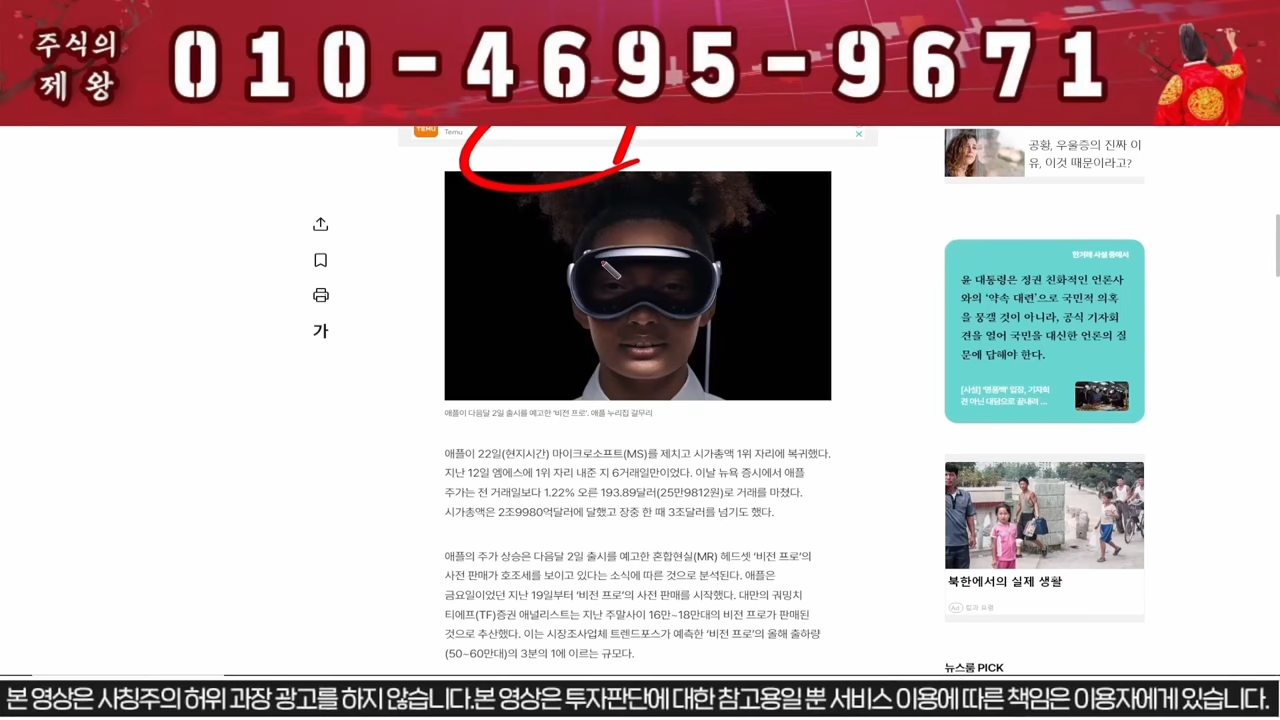 주식의
제 왕
010-4695-9671
TEMU
Temu
공황, 우울증의 진짜 이
유, 이것 때문이라고?
가
한겨레 사설 중에서
윤 대통령은 정권 친화적인 언론사
와의 '약속 대련'으로 국민적 의혹
을 뭉갤 것이 아니라, 공식 기자회
견을 열어 국민을 대신한 언론의 질
문에 답해야 한다.
[사설] '명품백' 입장, 기자회
견 아닌 대담으로 끝내려 ...
애플이 다음달 2일 출시를 예고한 '비전 프로'. 애플 누리집 갈무리
애플이 22일(현지시간) 마이크로소프트(MS)를 제치고 시가총액 1위 자리에 복귀했다.
지난 12일 엠에스에 1위 자리 내준 지 6거래일만이었다. 이날 뉴욕 증시에서 애플
주가는 전 거래일보다 1.22% 오른 193.89달러(25만9812원)로 거래를 마쳤다.
시가총액은 2조9980억달러에 달했고 장중 한 때 3조달러를 넘기도 했다.
애플의 주가 상승은 다음달 2일 출시를 예고한 혼합현실(MR) 헤드셋 '비전 프로'의
사전 판매가 호조세를 보이고 있다는 소식에 따른 것으로 분석된다. 애플은
금요일이었던 지난 19일부터 '비전 프로'의 사전 판매를 시작했다. 대만의 궈밍치
티에프(TF)증권 애널리스트는 지난 주말사이 16만~18만대의 비전 프로가 판매된
것으로 추산했다. 이는 시장조사업체 트렌드포스가 예측한 '비전 프로'의 올해 출하량
(50~60만대)의 3분의 1에 이르는 규모다.
북한에서의 실제 생활
Ad
뉴스룸 PICK
본 영상은 사칭주의 허위 과장 광고를 하지 않습니다.본 영상은 투자판단에 대한 참고용일 뿐 서비스 이용에 따른 책임은 이용자에게 있습니다.